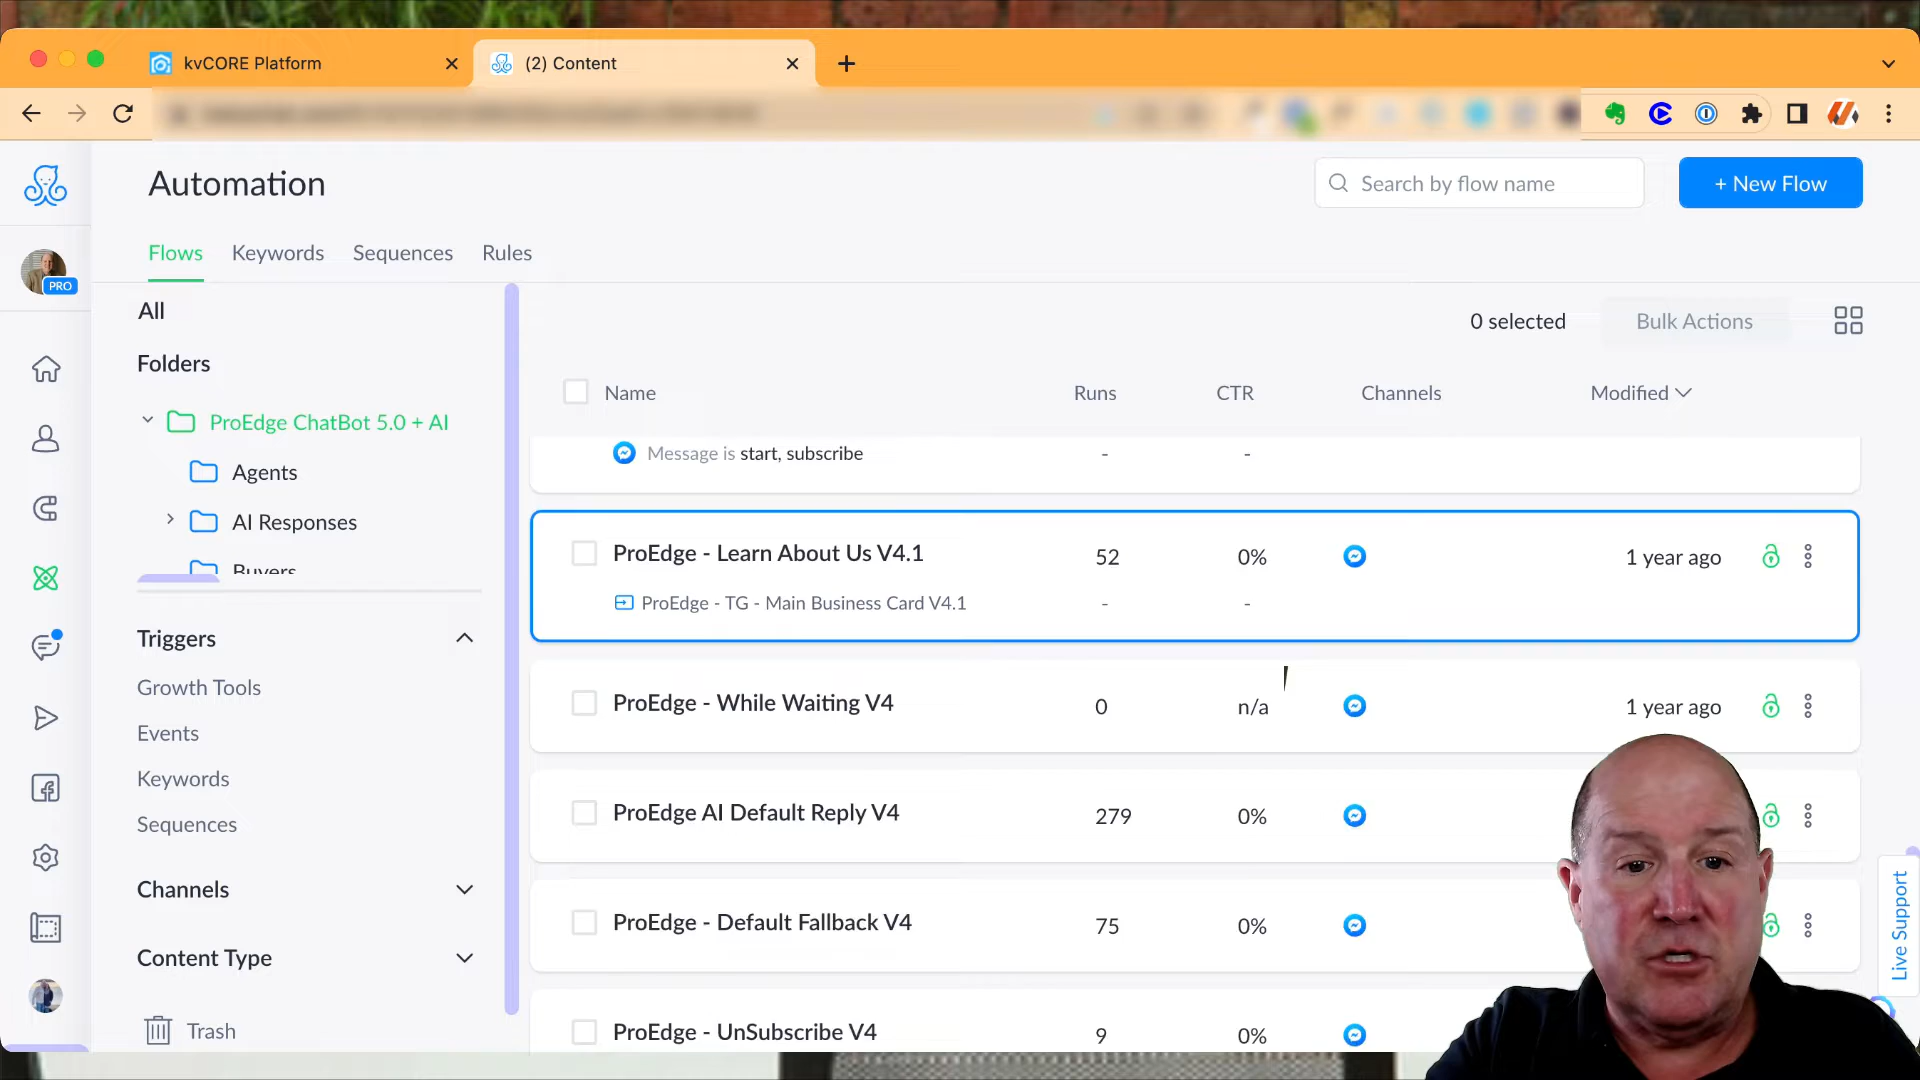 kvCORE Platform
(2) Content
Automation
Search by flow name
+ New Flow
PRO
Flows Keywords Sequences Rules
All
Folders
ProEdge ChatBot 5.0 + AI
Agents
AI Responses
Buyers
Triggers
Growth Tools
Events
Keywords
Sequences
Channels
Content Type
Trash
0 selected
Bulk Actions
Name Runs CTR Channels Modified
Message is start, subscribe - -
ProEdge - Learn About Us V4.1 52 0% 1 year ago
ProEdge - TG - Main Business Card V4.1 - -
ProEdge - While Waiting V4 0 n/a 1 year ago
ProEdge AI Default Reply V4 279 0%
ProEdge - Default Fallback V4 75 0%
ProEdge - UnSubscribe V4 9 0%
Live Support